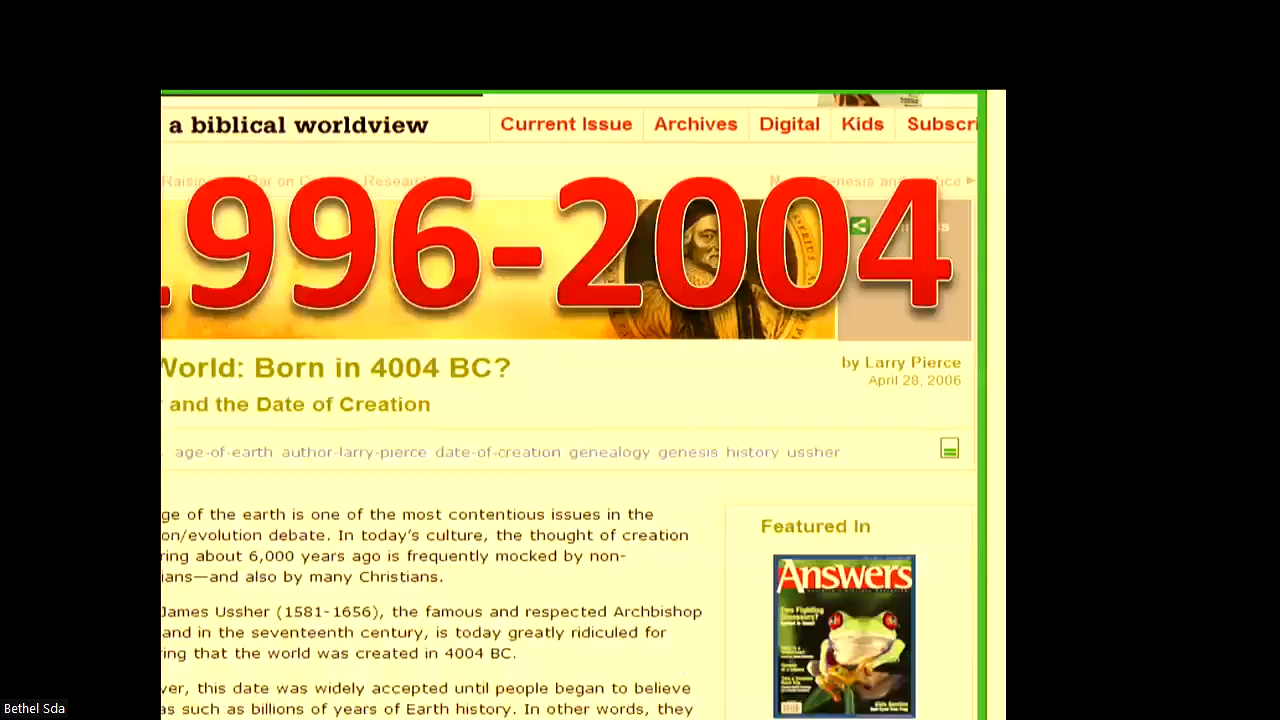 a biblical worldview
Current Issue Archives Digital Kids Subscri
996-2004
World: Born in 4004 BC?
by Larry Pierce
April 28, 2006
and the Date of Creation
age-of-earth author-larry-pierce date-of-creation genealogy genesis history ussher
ge of the earth is one of the most contentious issues in the
on/evolution debate. In today’s culture, the thought of creation
ring about 6,000 years ago is frequently mocked by non-
ians—and also by many Christians.
James Ussher (1581-1656), the famous and respected Archbishop
and in the seventeenth century, is today greatly ridiculed for
ring that the world was created in 4004 BC.
ver, this date was widely accepted until people began to believe
as such as billions of years of Earth history. In other words, they
Featured In
Answers
Bethel Sda